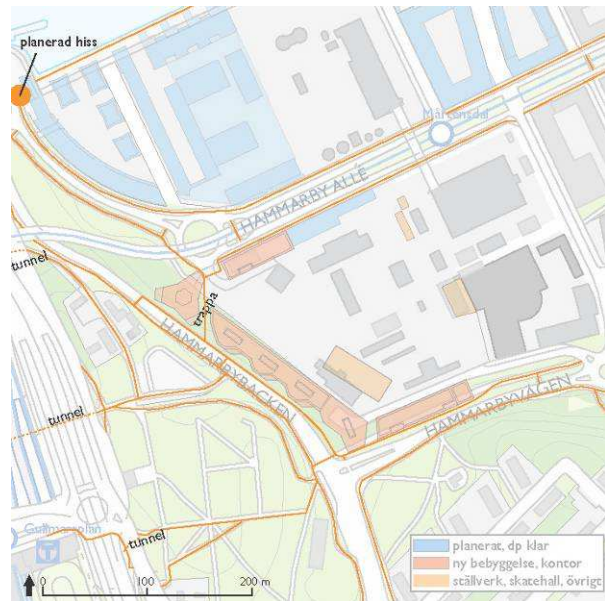 planerad hiss
Mårtensdal
HAMMARBY ALLÉ
tunnel
trappa
HAMMARBYBACKEN
HAMMARBYVÄGEN
tunnel
Gullmarsplan
T
tunnel
planerat, dp klar
ny bebyggelse, kontor
ställverk, skatehall, övrigt
0 100 200 m